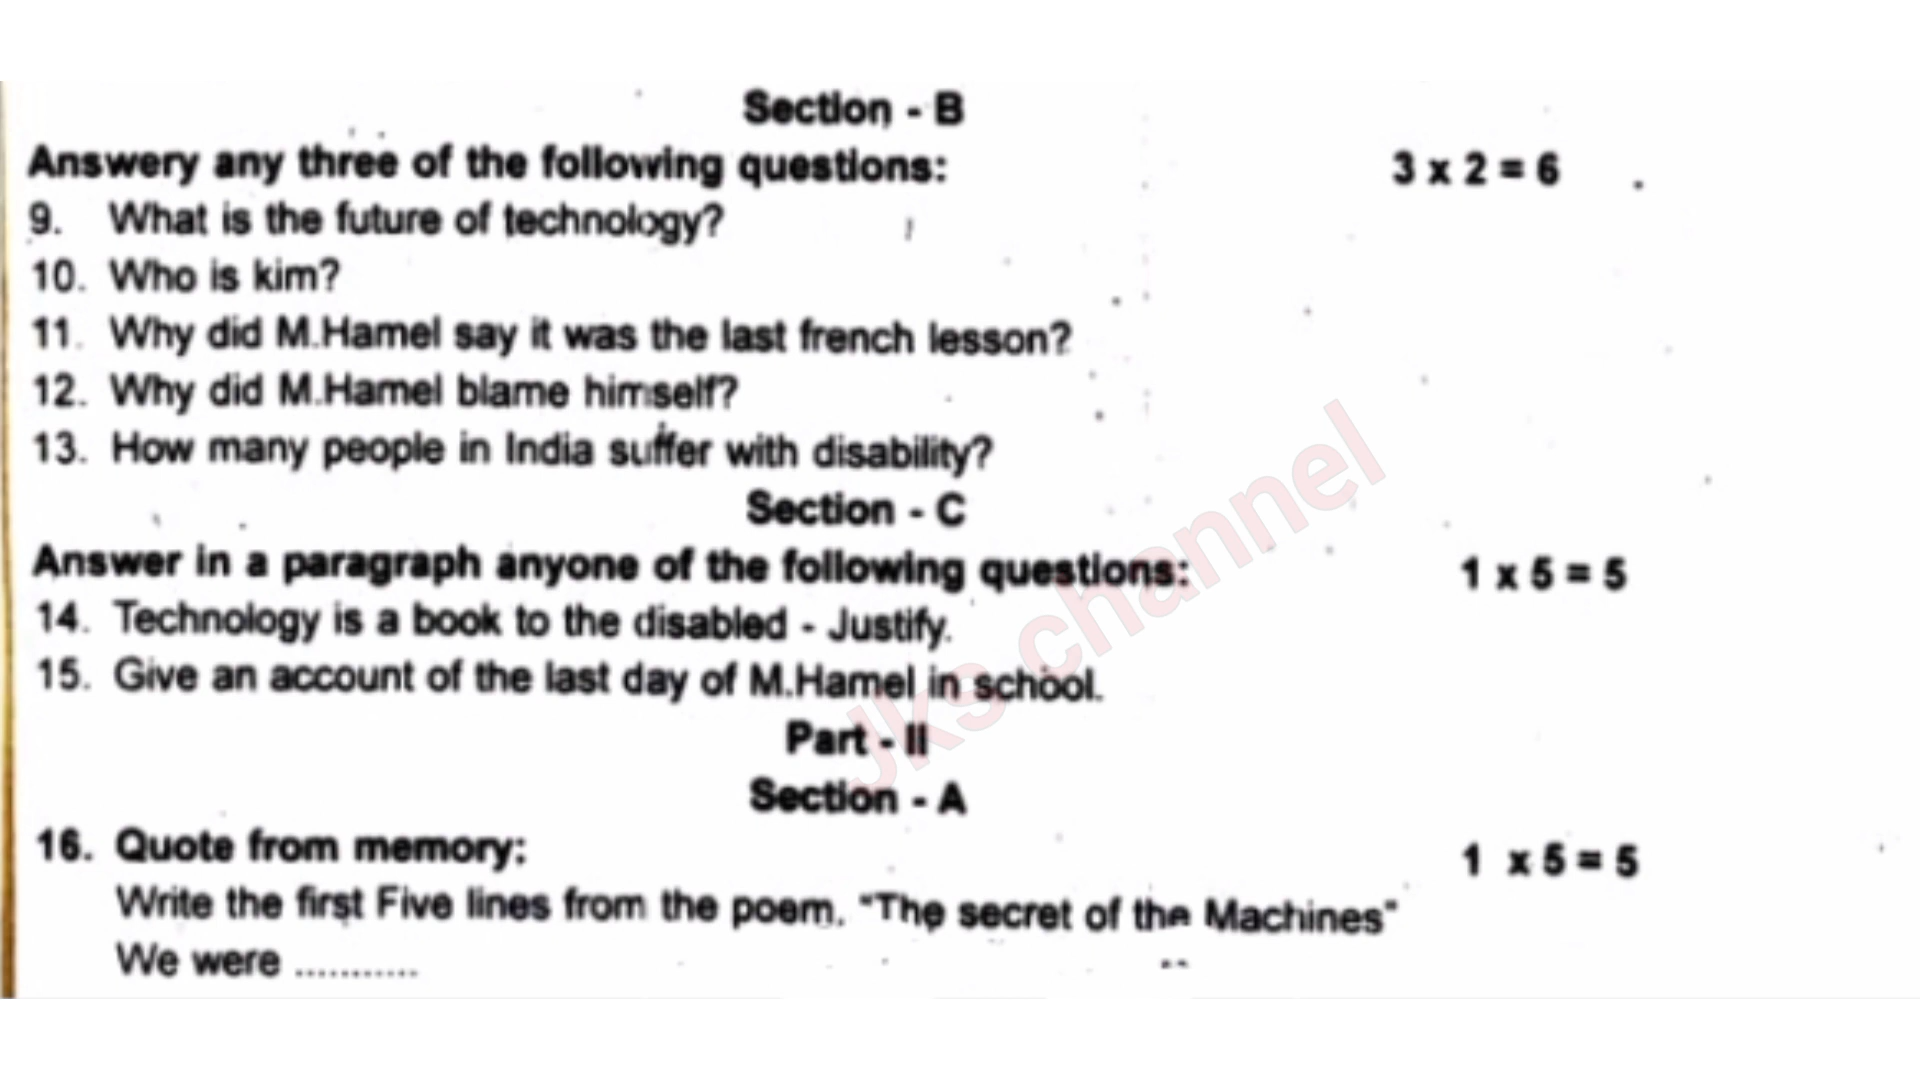 Section - B
Answery any three of the following questions: 3 x 2 = 6
9. What is the future of technology?
10. Who is kim?
11. Why did M.Hamel say it was the last french lesson?
12. Why did M.Hamel blame himself?
13. How many people in India suffer with disability?
Section - C
Answer in a paragraph anyone of the following questions: 1 x 5 = 5
14. Technology is a book to the disabled - Justify.
15. Give an account of the last day of M.Hamel in school.
Part - II
Section - A
16. Quote from memory: 1 x 5 = 5
Write the first Five lines from the poem. "The secret of the Machines"
We were ...........
Jks channel